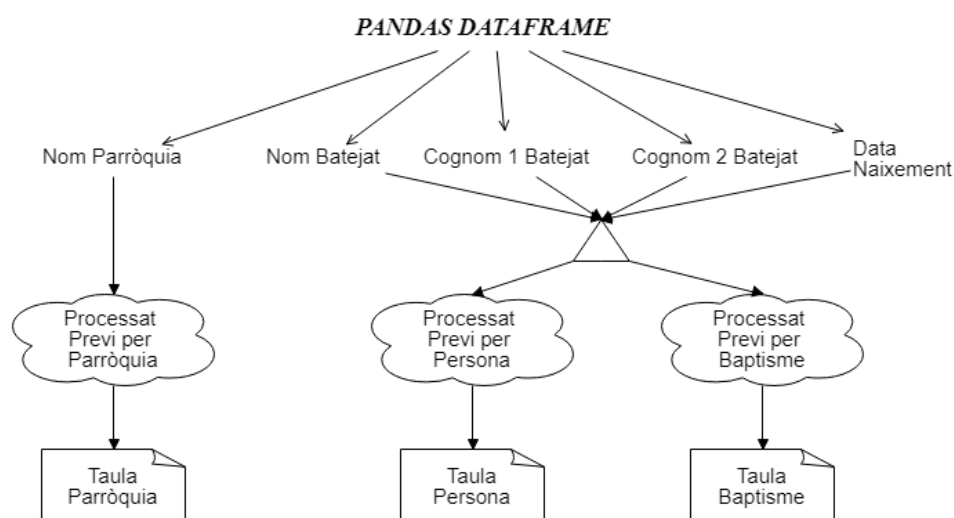 PANDAS DATAFRAME
Nom Parròquia
Nom Batejat
Cognom 1 Batejat
Cognom 2 Batejat
Data
Naixement
Processat
Previ per
Parròquia
Processat
Previ per
Persona
Processat
Previ per
Baptisme
Taula
Parròquia
Taula
Persona
Taula
Baptisme